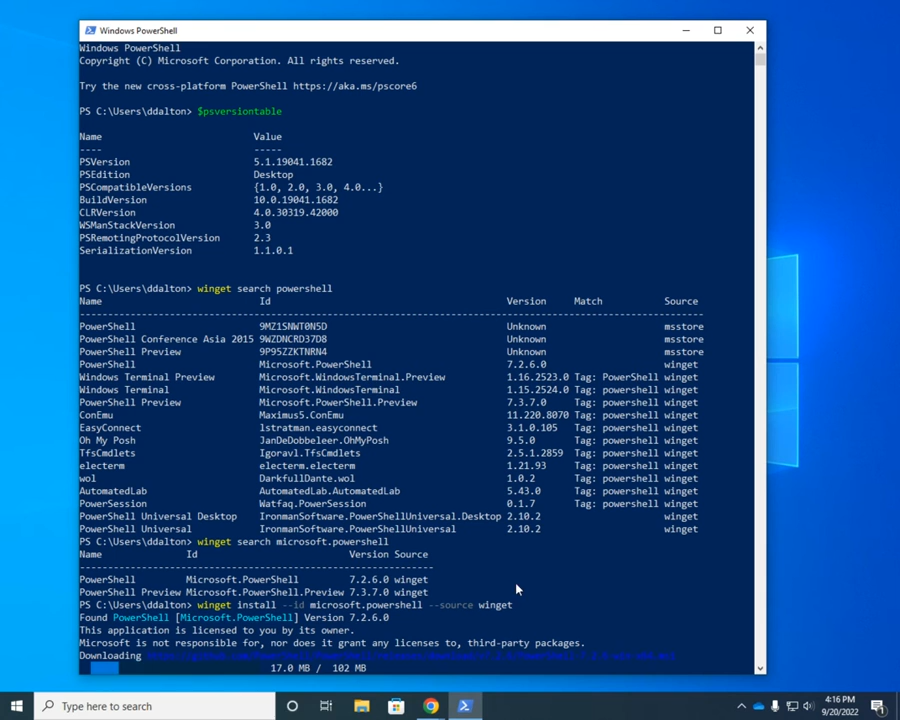 Windows PowerShell
Windows PowerShell
Copyright (C) Microsoft Corporation. All rights reserved.
Try the new cross-platform PowerShell https://aka.ms/pscore6
PS C:\Users\ddalton> $psversiontable
Name Value
---- -----
PSVersion 5.1.19041.1682
PSEdition Desktop
PSCompatibleVersions {1.0, 2.0, 3.0, 4.0...}
BuildVersion 10.0.19041.1682
CLRVersion 4.0.30319.42000
WSManStackVersion 3.0
PSRemotingProtocolVersion 2.3
SerializationVersion 1.1.0.1
PS C:\Users\ddalton> winget search powershell
Name Id Version Match Source
PowerShell 9MZ1SNWT0N5D Unknown msstore
PowerShell Conference Asia 2015 9WZDNCRD37D8 Unknown msstore
PowerShell Preview 9P95ZZKTNRN4 Unknown msstore
PowerShell Microsoft.PowerShell 7.2.6.0 winget
Windows Terminal Preview Microsoft.WindowsTerminal.Preview 1.16.2523.0 Tag: PowerShell winget
Windows Terminal Microsoft.WindowsTerminal 1.15.2524.0 Tag: powershell winget
PowerShell Preview Microsoft.PowerShell.Preview 7.3.7.0 Tag: powershell winget
ConEmu Maximus5.ConEmu 11.220.8070 Tag: powershell winget
EasyConnect lstratman.easyconnect 3.1.0.105 Tag: powershell winget
Oh My Posh JanDeDobbeleer.OhMyPosh 9.5.0 Tag: powershell winget
TfsCmdlets Igoravl.TfsCmdlets 2.5.1.2859 Tag: powershell winget
electerm electerm.electerm 1.21.93 Tag: powershell winget
wol DarkfullDante.wol 1.0.2 Tag: powershell winget
AutomatedLab AutomatedLab.AutomatedLab 5.43.0 Tag: powershell winget
PowerSession Watfaq.PowerSession 0.1.7 Tag: powershell winget
PowerShell Universal Desktop IronmanSoftware.PowerShellUniversal.Desktop 2.10.2 winget
PowerShell Universal IronmanSoftware.PowerShellUniversal 2.10.2 winget
PS C:\Users\ddalton> winget search microsoft.powershell
Name Id Version Source
PowerShell Microsoft.PowerShell 7.2.6.0 winget
PowerShell Preview Microsoft.PowerShell.Preview 7.3.7.0 winget
PS C:\Users\ddalton> winget install --id microsoft.powershell --source winget
Found PowerShell [Microsoft.PowerShell] Version 7.2.6.0
This application is licensed to you by its owner.
Microsoft is not responsible for, nor does it grant any licenses to, third-party packages.
Downloading
17.0 MB / 102 MB
Type here to search
4:16 PM
9/20/2022
1